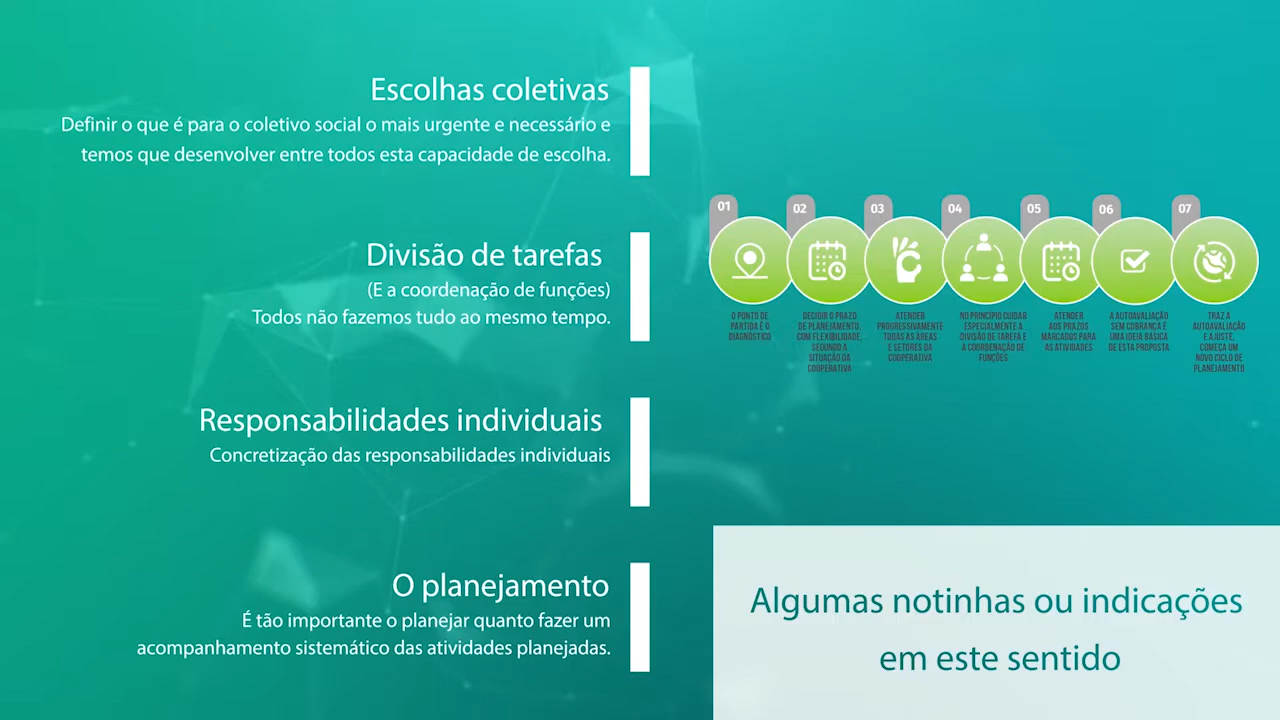 Escolhas coletivas
Definir o que é para o coletivo social o mais urgente e necessário e
temos que desenvolver entre todos esta capacidade de escolha.
Divisão de tarefas
(E a coordenação de funções)
Todos não fazemos tudo ao mesmo tempo.
Responsabilidades individuais
Concretização das responsabilidades individuais
O planejamento
É tão importante o planejar quanto fazer um
acompanhamento sistemático das atividades planejadas.
01
O PONTO DE
PARTIDA É O
DIAGNÓSTICO
02
DECIDIR O PRAZO
DE PLANEJAMENTO,
COM FLEXIBILIDADE,
SEGUNDO A
SITUAÇÃO DA
COOPERATIVA
03
ATENDER
PROGRESSIVAMENTE
TODAS AS ÁREAS
E SETORES DA
COOPERATIVA
04
NO PRINCÍPIO CUIDAR
ESPECIALMENTE A
DIVISÃO DE TAREFA E
A COORDENAÇÃO DE
FUNÇÕES
05
ATENDER
AOS PRAZOS
MARCADOS PARA
AS ATIVIDADES
06
A AUTOAVALIAÇÃO
SEM COBRANÇA É
UMA IDEIA BÁSICA
DE ESTA PROPOSTA
07
TRAZ A
AUTOAVALIAÇÃO
E AJUSTE,
COMEÇA UM
NOVO CICLO DE
PLANEJAMENTO
Algumas notinhas ou indicações
em este sentido